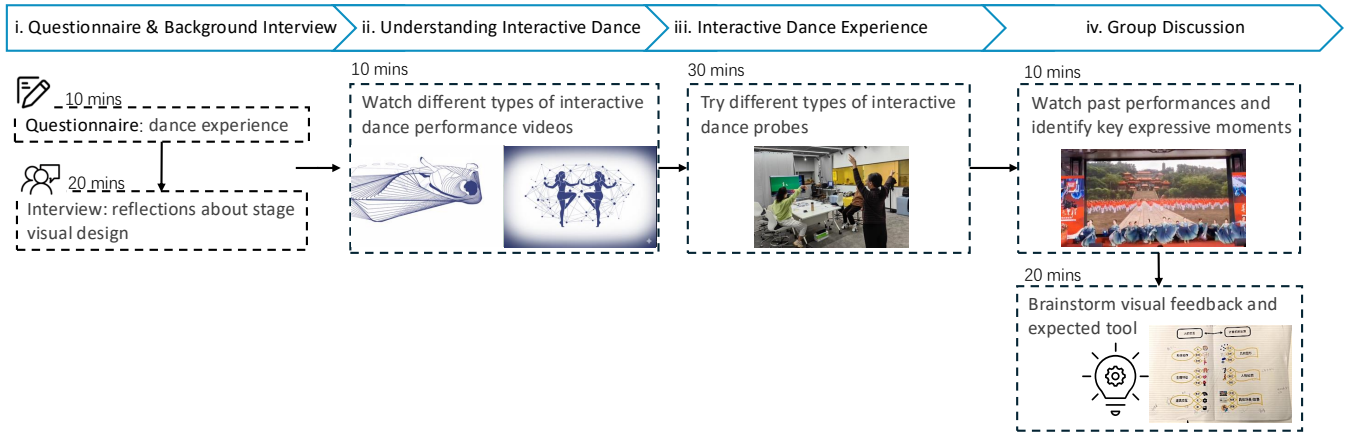 i. Questionnaire & Background Interview
ii. Understanding Interactive Dance
iii. Interactive Dance Experience
iv. Group Discussion
10 mins
Questionnaire: dance experience
20 mins
Interview: reflections about stage
visual design
10 mins
Watch different types of interactive
dance performance videos
30 mins
Try different types of interactive
dance probes
10 mins
Watch past performances and
identify key expressive moments
20 mins
Brainstorm visual feedback and
expected tool